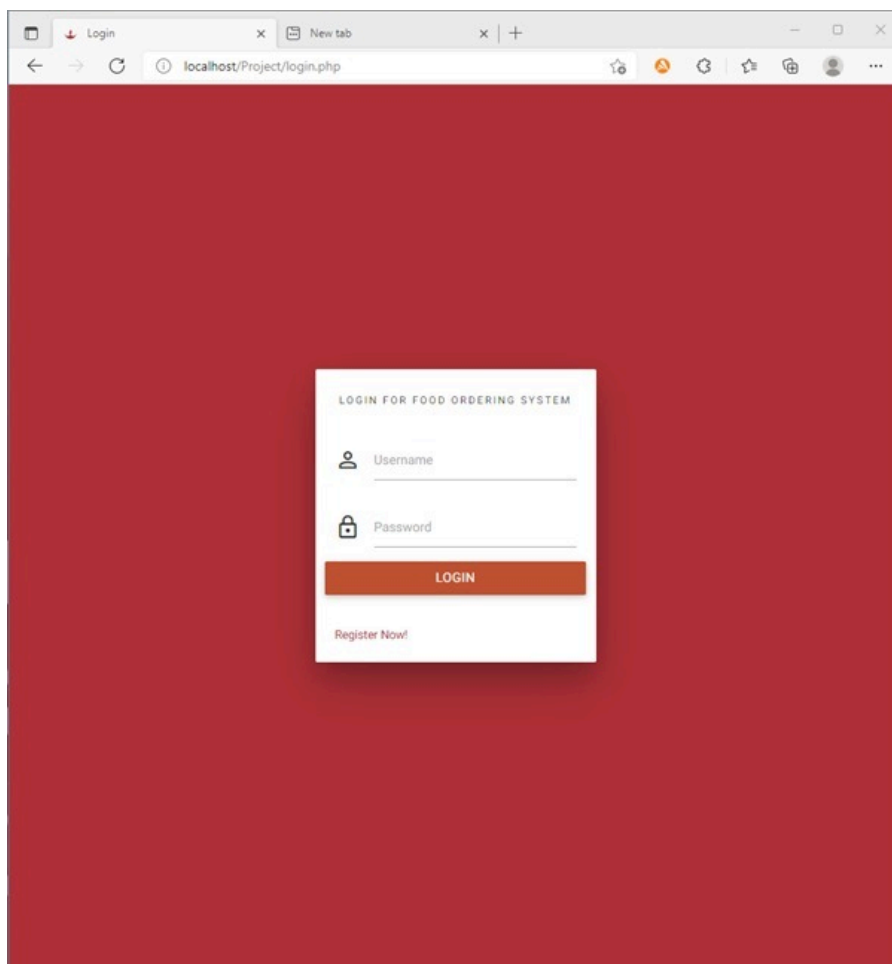 Login
New tab
localhost/Project/login.php
LOGIN FOR FOOD ORDERING SYSTEM
Username
Password
LOGIN
Register Now!